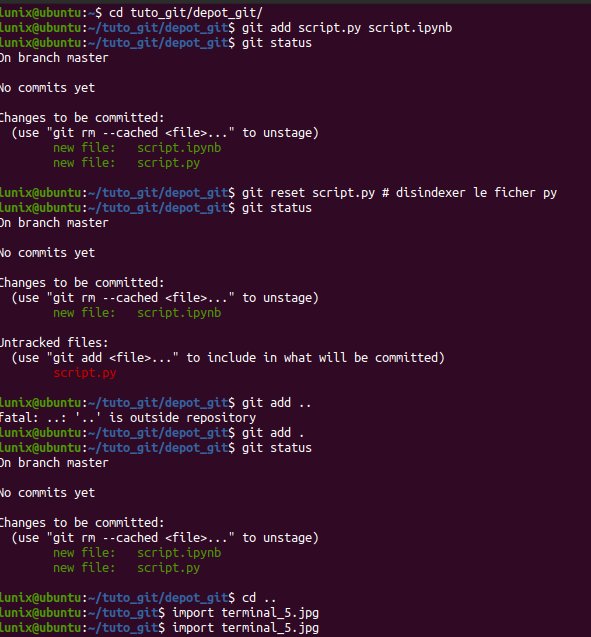 lunix@ubuntu:~$ cd tuto_git/depot_git/
lunix@ubuntu:~/tuto_git/depot_git$ git add script.py script.ipynb
lunix@ubuntu:~/tuto_git/depot_git$ git status
On branch master
No commits yet
Changes to be committed:
  (use "git rm --cached <file>..." to unstage)
        new file:   script.ipynb
        new file:   script.py
lunix@ubuntu:~/tuto_git/depot_git$ git reset script.py # disindexer le ficher py
lunix@ubuntu:~/tuto_git/depot_git$ git status
On branch master
No commits yet
Changes to be committed:
  (use "git rm --cached <file>..." to unstage)
        new file:   script.ipynb
Untracked files:
  (use "git add <file>..." to include in what will be committed)
        script.py
lunix@ubuntu:~/tuto_git/depot_git$ git add ..
fatal: ..: '..' is outside repository
lunix@ubuntu:~/tuto_git/depot_git$ git add .
lunix@ubuntu:~/tuto_git/depot_git$ git status
On branch master
No commits yet
Changes to be committed:
  (use "git rm --cached <file>..." to unstage)
        new file:   script.ipynb
        new file:   script.py
lunix@ubuntu:~/tuto_git/depot_git$ cd ..
lunix@ubuntu:~/tuto_git$ import terminal_5.jpg
lunix@ubuntu:~/tuto_git$ import terminal_5.jpg